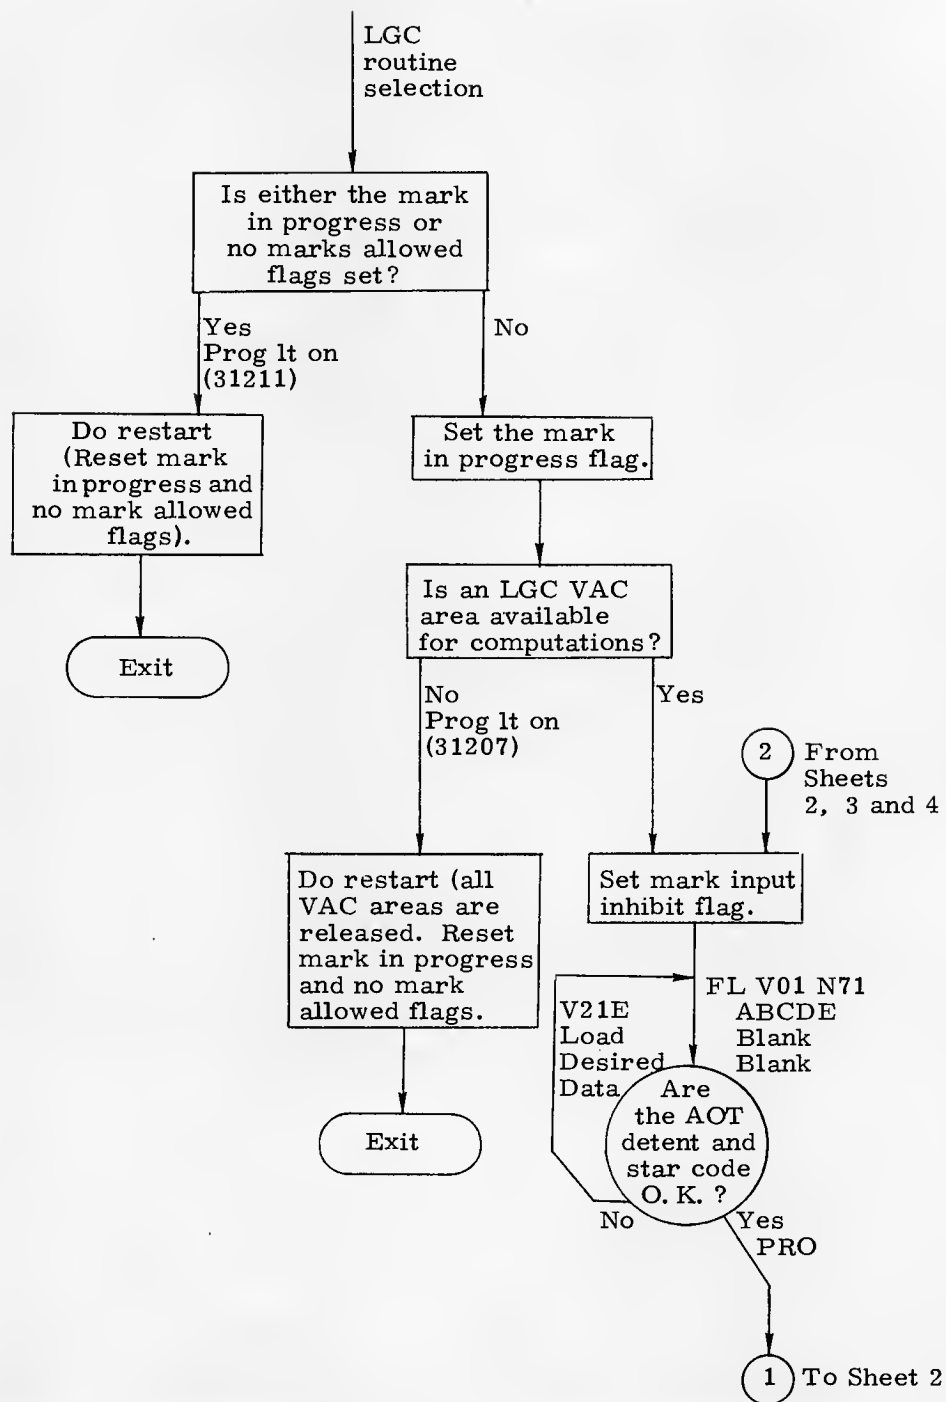 LGC
routine
selection
Is either the mark
in progress or
no marks allowed
flags set?
Yes
Prog lt on
(31211)
No
Do restart
(Reset mark
in progress and
no mark allowed
flags).
Set the mark
in progress flag.
Exit
Is an LGC VAC
area available
for computations?
No
Prog lt on
(31207)
Yes
2
From
Sheets
2, 3 and 4
Do restart (all
VAC areas are
released. Reset
mark in progress
and no mark
allowed flags.
Set mark input
inhibit flag.
V21E
Load
Desired
Data
FL V01 N71
ABCDE
Blank
Blank
Exit
Are
the AOT
detent and
star code
O. K. ?
No
Yes
PRO
1
To Sheet 2